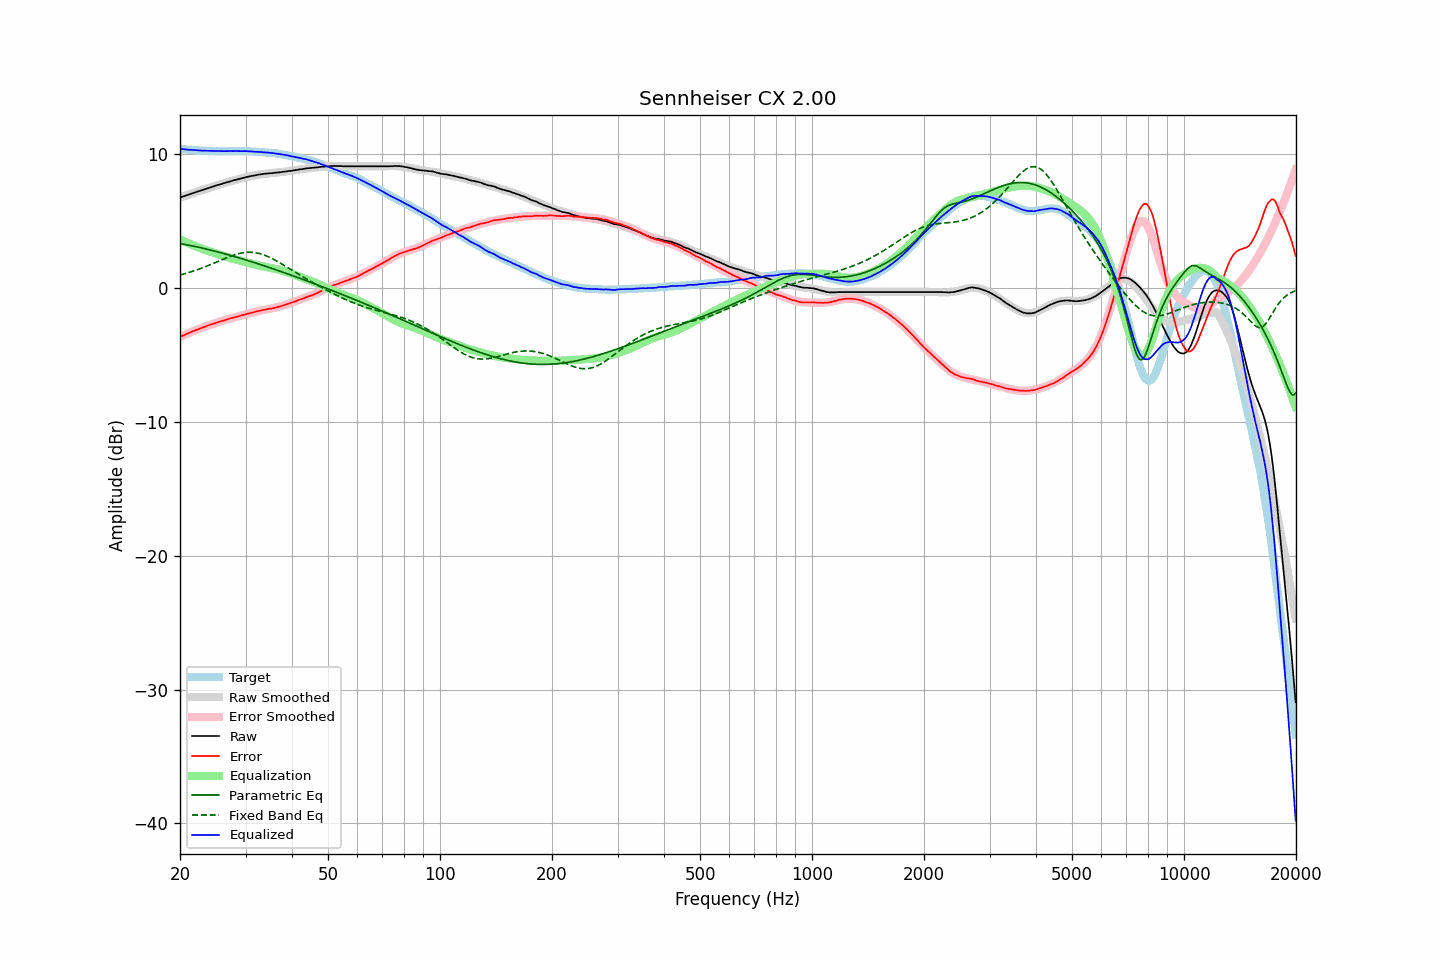 Sennheiser CX 2.00
10
0
−10
−20
−30
−40
Amplitude (dBr)
Target
Raw Smoothed
Error Smoothed
Raw
Error
Equalization
Parametric Eq
Fixed Band Eq
Equalized
20 50 100 200 500 1000 2000 5000 10000 20000
Frequency (Hz)